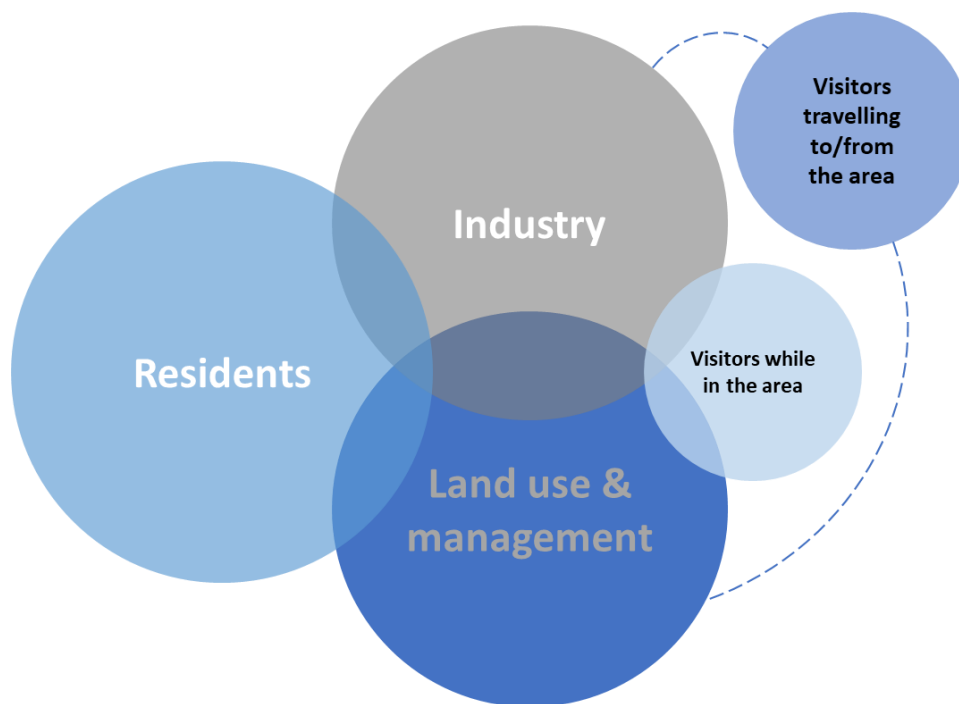 Visitors
travelling
to/from
the area
Industry
Residents
Visitors while
in the area
Land use &
management